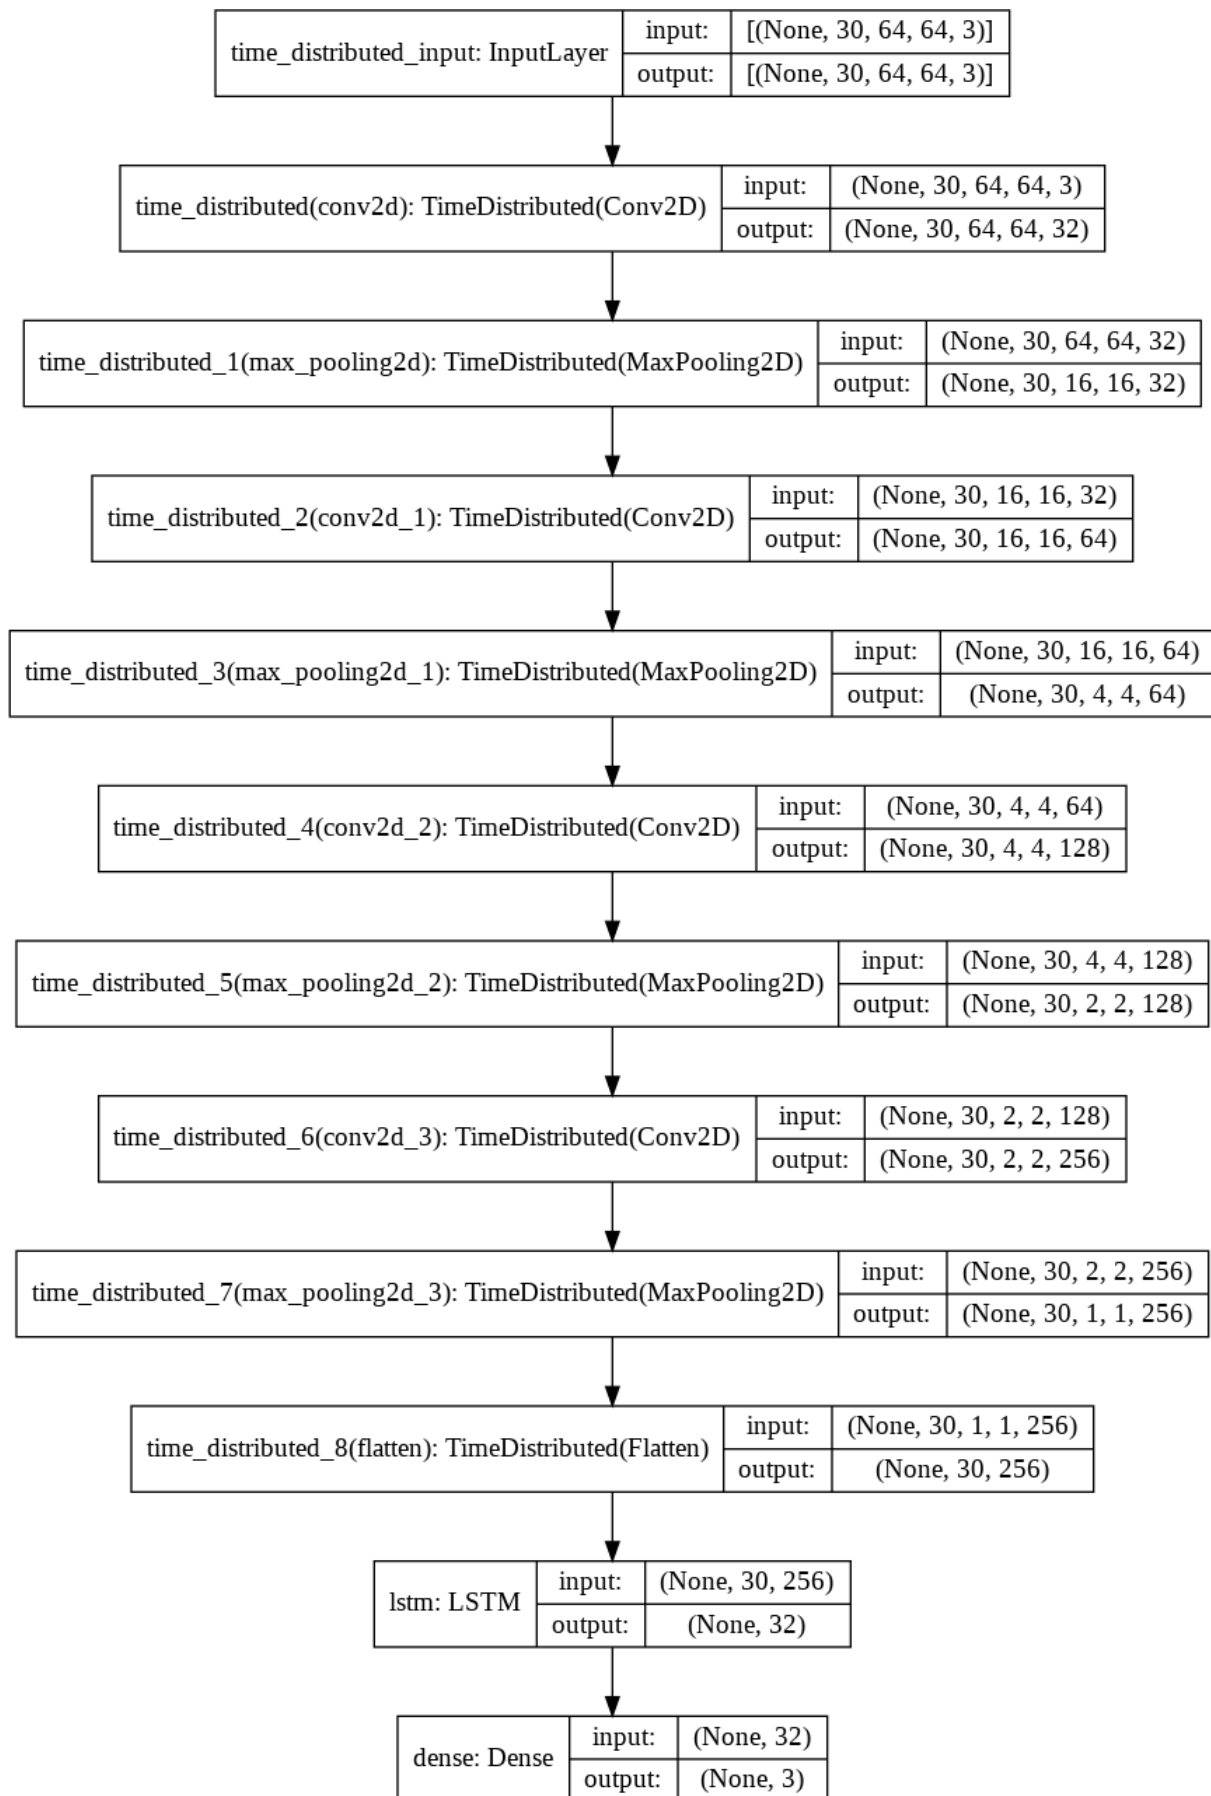 time_distributed_input: InputLayer
input: [(None, 30, 64, 64, 3)]
output: [(None, 30, 64, 64, 3)]
time_distributed(conv2d): TimeDistributed(Conv2D)
input: (None, 30, 64, 64, 3)
output: (None, 30, 64, 64, 32)
time_distributed_1(max_pooling2d): TimeDistributed(MaxPooling2D)
input: (None, 30, 64, 64, 32)
output: (None, 30, 16, 16, 32)
time_distributed_2(conv2d_1): TimeDistributed(Conv2D)
input: (None, 30, 16, 16, 32)
output: (None, 30, 16, 16, 64)
time_distributed_3(max_pooling2d_1): TimeDistributed(MaxPooling2D)
input: (None, 30, 16, 16, 64)
output: (None, 30, 4, 4, 64)
time_distributed_4(conv2d_2): TimeDistributed(Conv2D)
input: (None, 30, 4, 4, 64)
output: (None, 30, 4, 4, 128)
time_distributed_5(max_pooling2d_2): TimeDistributed(MaxPooling2D)
input: (None, 30, 4, 4, 128)
output: (None, 30, 2, 2, 128)
time_distributed_6(conv2d_3): TimeDistributed(Conv2D)
input: (None, 30, 2, 2, 128)
output: (None, 30, 2, 2, 256)
time_distributed_7(max_pooling2d_3): TimeDistributed(MaxPooling2D)
input: (None, 30, 2, 2, 256)
output: (None, 30, 1, 1, 256)
time_distributed_8(flatten): TimeDistributed(Flatten)
input: (None, 30, 1, 1, 256)
output: (None, 30, 256)
lstm: LSTM
input: (None, 30, 256)
output: (None, 32)
dense: Dense
input: (None, 32)
output: (None, 3)